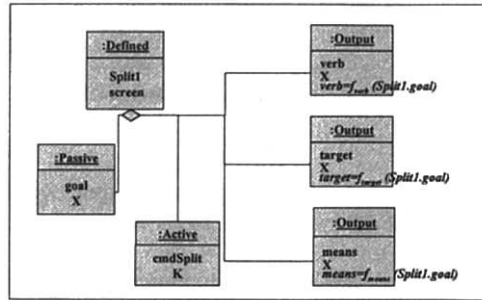 :Defined
Split1
screen
:Passive
goal
X
:Active
cmdSplit
K
:Output
verb
X
verb=f_verb (Split1.goal)
:Output
target
X
target=f_target (Split1.goal)
:Output
means
X
means=f_means (Split1.goal)